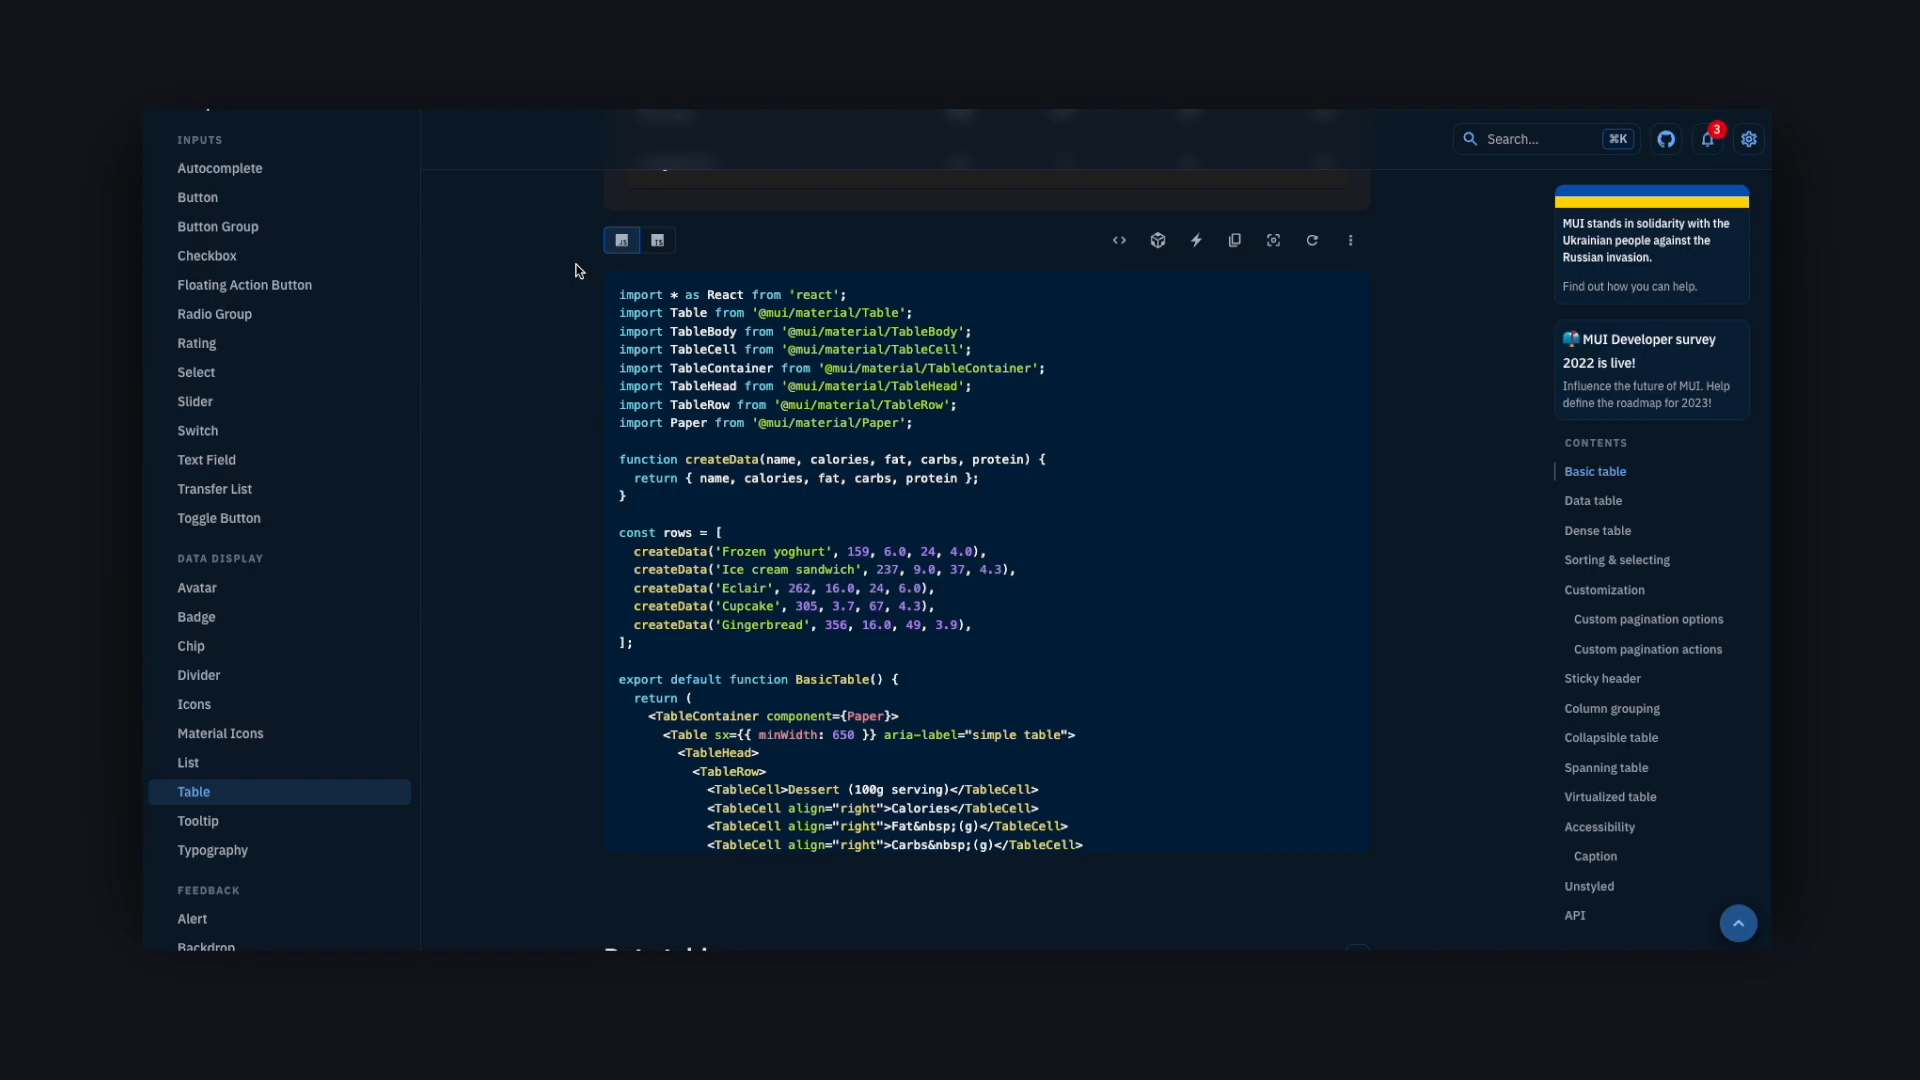 INPUTS
Autocomplete
Button
Button Group
Checkbox
Floating Action Button
Radio Group
Rating
Select
Slider
Switch
Text Field
Transfer List
Toggle Button
DATA DISPLAY
Avatar
Badge
Chip
Divider
Icons
Material Icons
List
Table
Tooltip
Typography
FEEDBACK
Alert
Backdrop
JS
TS
import * as React from 'react';
import Table from '@mui/material/Table';
import TableBody from '@mui/material/TableBody';
import TableCell from '@mui/material/TableCell';
import TableContainer from '@mui/material/TableContainer';
import TableHead from '@mui/material/TableHead';
import TableRow from '@mui/material/TableRow';
import Paper from '@mui/material/Paper';
function createData(name, calories, fat, carbs, protein) {
return { name, calories, fat, carbs, protein };
}
const rows = [
createData('Frozen yoghurt', 159, 6.0, 24, 4.0),
createData('Ice cream sandwich', 237, 9.0, 37, 4.3),
createData('Eclair', 262, 16.0, 24, 6.0),
createData('Cupcake', 305, 3.7, 67, 4.3),
createData('Gingerbread', 356, 16.0, 49, 3.9),
];
export default function BasicTable() {
return (
<TableContainer component={Paper}>
<Table sx={{ minWidth: 650 }} aria-label="simple table">
<TableHead>
<TableRow>
<TableCell>Dessert (100g serving)</TableCell>
<TableCell align="right">Calories</TableCell>
<TableCell align="right">Fat&nbsp;(g)</TableCell>
<TableCell align="right">Carbs&nbsp;(g)</TableCell>
Search...
⌘K
3
MUI stands in solidarity with the
Ukrainian people against the
Russian invasion.
Find out how you can help.
MUI Developer survey
2022 is live!
Influence the future of MUI. Help
define the roadmap for 2023!
CONTENTS
Basic table
Data table
Dense table
Sorting & selecting
Customization
Custom pagination options
Custom pagination actions
Sticky header
Column grouping
Collapsible table
Spanning table
Virtualized table
Accessibility
Caption
Unstyled
API